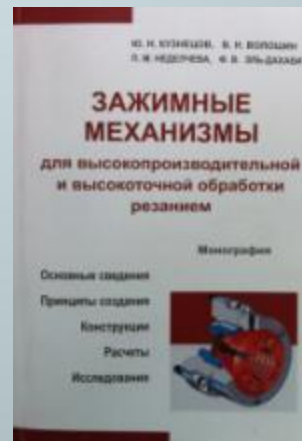 Ю. Н. КУЗНЕЦОВ, В. Н. ВОЛОШИН
П. М. НЕДЕЛЧЕВА, Ф. В. ЭЛЬ-ДАХАБИ
ЗАЖИМНЫЕ
МЕХАНИЗМЫ
для высокопроизводительной
и высокоточной обработки
резанием
Монография
Основные сведения
Принципы создания
Конструкции
Расчеты
Исследования